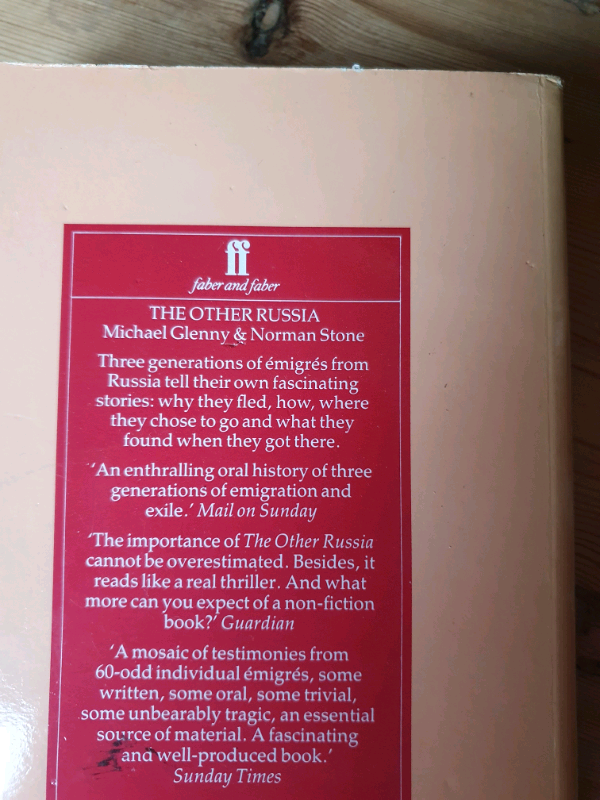 ff
faber and faber
THE OTHER RUSSIA
Michael Glenny & Norman Stone
Three generations of émigrés from
Russia tell their own fascinating
stories: why they fled, how, where
they chose to go and what they
found when they got there.
‘An enthralling oral history of three
generations of emigration and
exile.’ Mail on Sunday
‘The importance of The Other Russia
cannot be overestimated. Besides, it
reads like a real thriller. And what
more can you expect of a non-fiction
book?’ Guardian
‘A mosaic of testimonies from
60-odd individual émigrés, some
written, some oral, some trivial,
some unbearably tragic, an essential
source of material. A fascinating
and well-produced book.’
Sunday Times